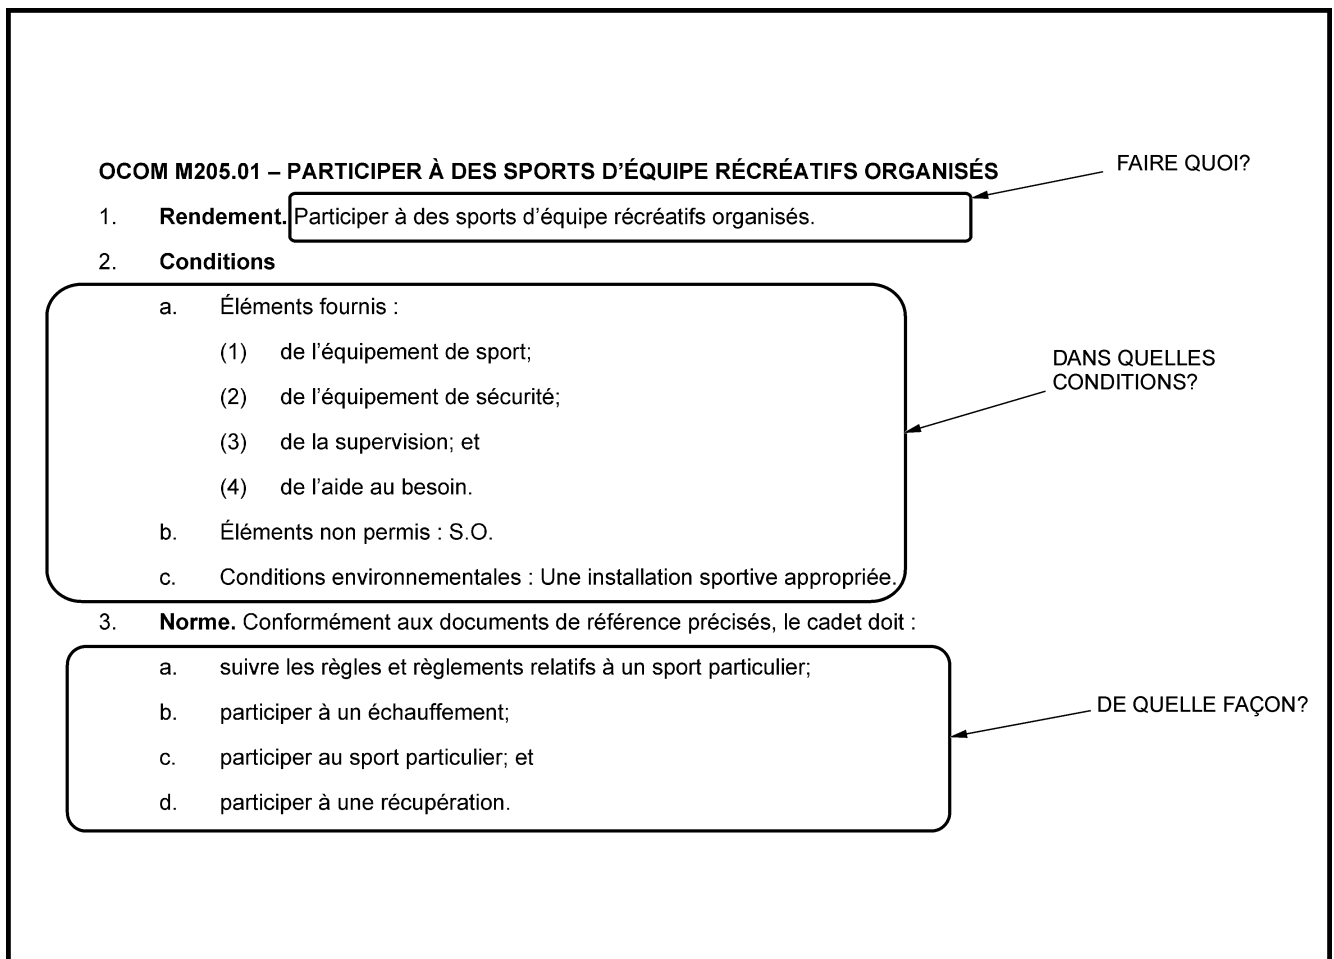 OCOM M205.01 – PARTICIPER À DES SPORTS D’ÉQUIPE RÉCRÉATIFS ORGANISÉS
FAIRE QUOI?
1. Rendement. Participer à des sports d’équipe récréatifs organisés.
2. Conditions
a. Éléments fournis :
(1) de l’équipement de sport;
(2) de l’équipement de sécurité;
(3) de la supervision; et
(4) de l’aide au besoin.
b. Éléments non permis : S.O.
c. Conditions environnementales : Une installation sportive appropriée.
DANS QUELLES
CONDITIONS?
3. Norme. Conformément aux documents de référence précisés, le cadet doit :
a. suivre les règles et règlements relatifs à un sport particulier;
b. participer à un échauffement;
c. participer au sport particulier; et
d. participer à une récupération.
DE QUELLE FAÇON?